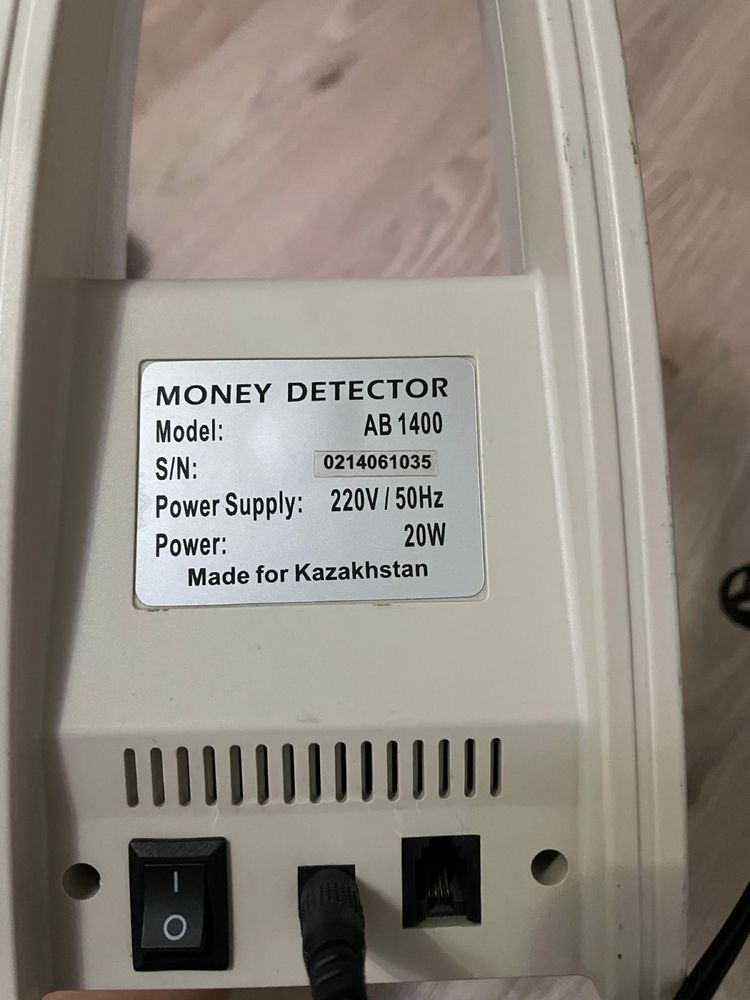 MONEY DETECTOR
Model: AB 1400
S/N: 0214061035
Power Supply: 220V / 50Hz
Power: 20W
Made for Kazakhstan
I
O